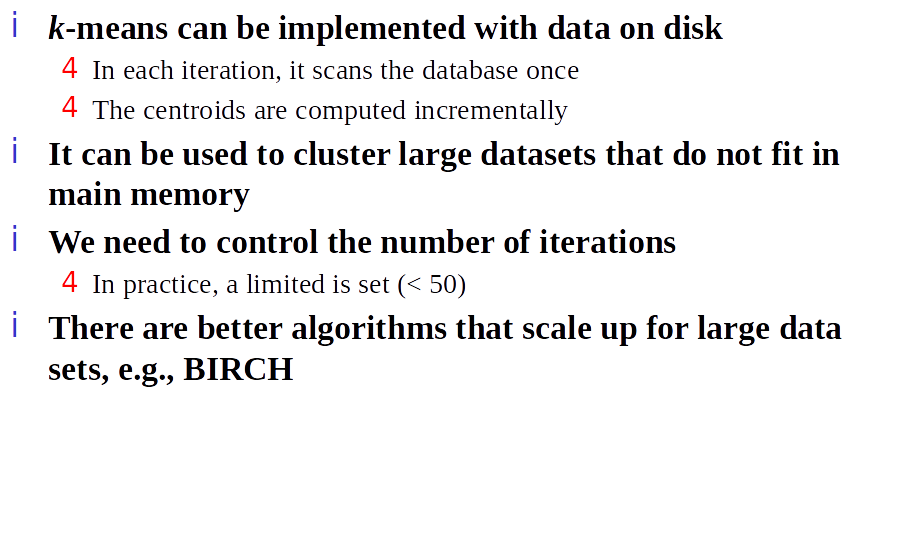 i k-means can be implemented with data on disk
4 In each iteration, it scans the database once
4 The centroids are computed incrementally
i It can be used to cluster large datasets that do not fit in
main memory
i We need to control the number of iterations
4 In practice, a limited is set (< 50)
i There are better algorithms that scale up for large data
sets, e.g., BIRCH